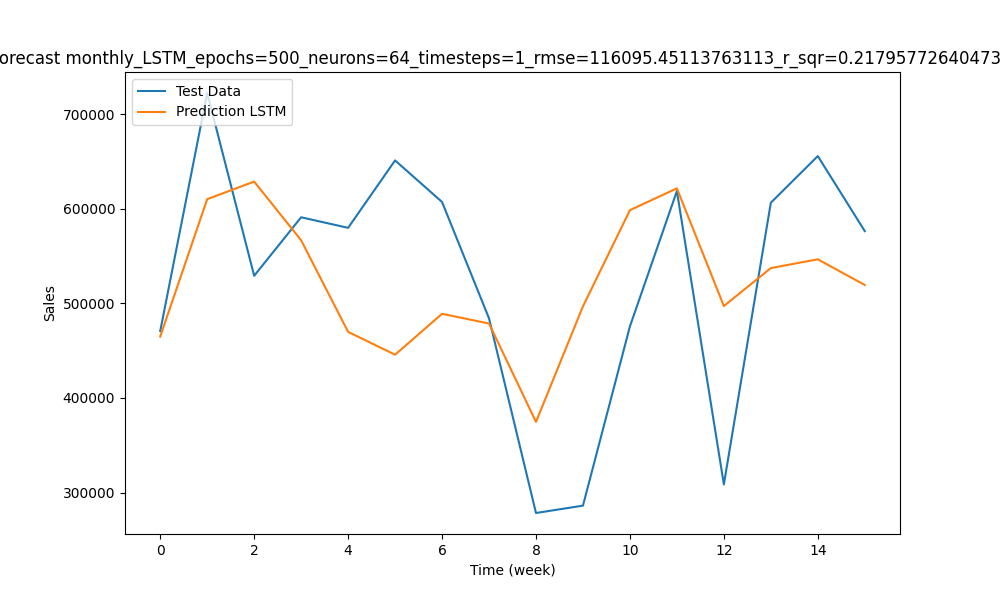 orecast monthly_LSTM_epochs=500_neurons=64_timesteps=1_rmse=116095.45113763113_r_sqr=0.21795772640473
Test Data
Prediction LSTM
700000
600000
500000
400000
300000
Sales
0 2 4 6 8 10 12 14
Time (week)